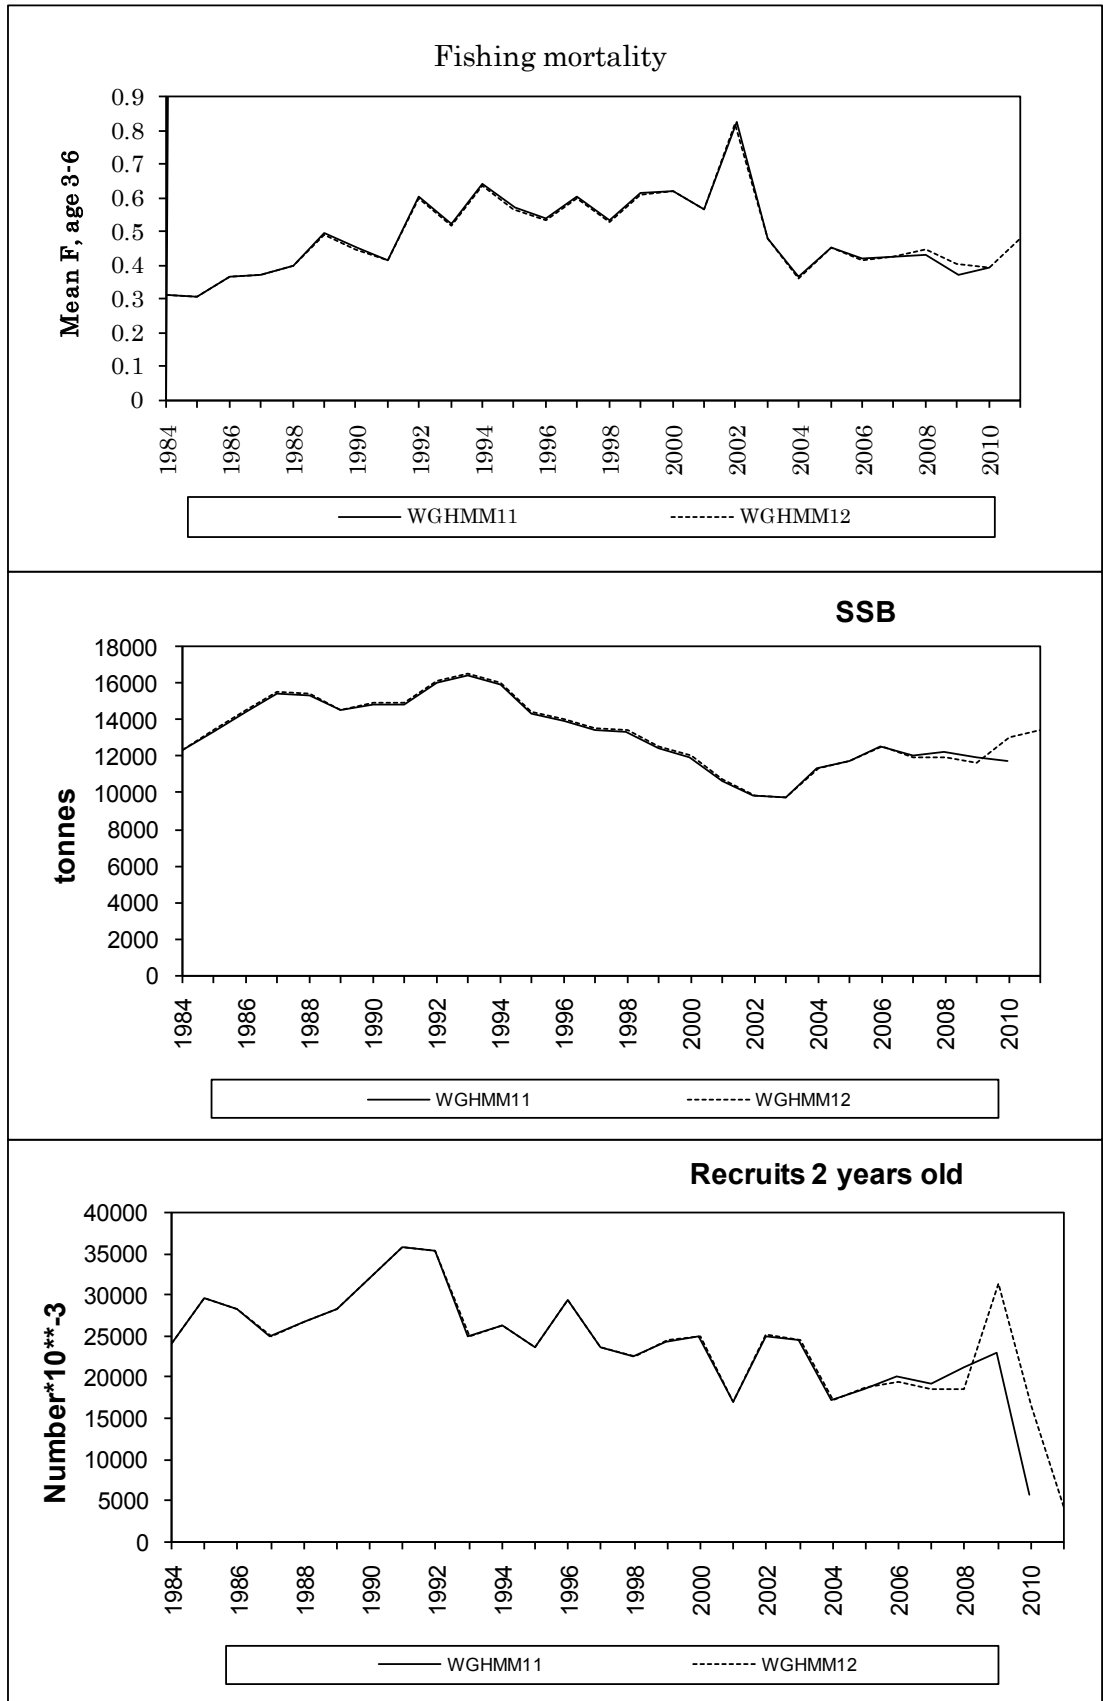 Fishing mortality
Mean F, age 3-6
0.9
0.8
0.7
0.6
0.5
0.4
0.3
0.2
0.1
0
1984 1986 1988 1990 1992 1994 1996 1998 2000 2002 2004 2006 2008 2010
WGHMM11 WGHMM12
SSB
tonnes
18000
16000
14000
12000
10000
8000
6000
4000
2000
0
1984 1986 1988 1990 1992 1994 1996 1998 2000 2002 2004 2006 2008 2010
WGHMM11 WGHMM12
Recruits 2 years old
Number*10**-3
40000
35000
30000
25000
20000
15000
10000
5000
0
1984 1986 1988 1990 1992 1994 1996 1998 2000 2002 2004 2006 2008 2010
WGHMM11 WGHMM12